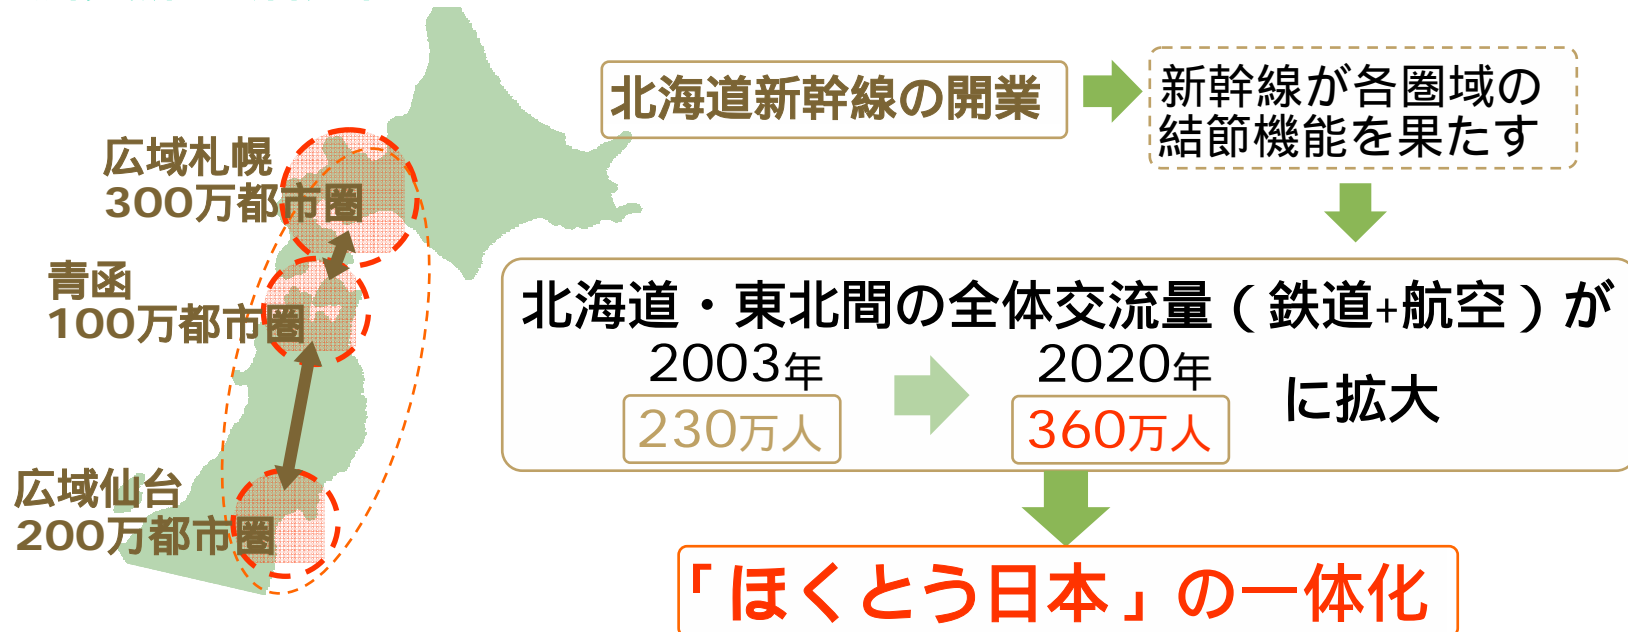 北海道新幹線の開業
新幹線が各圏域の
結節機能を果たす
広域札幌
300万都市圏
青函
100万都市圏
広域仙台
200万都市圏
北海道・東北間の全体交流量(鉄道+航空)が
2003年
2020年
230万人
360万人
に拡大
「ほくとう日本」の一体化